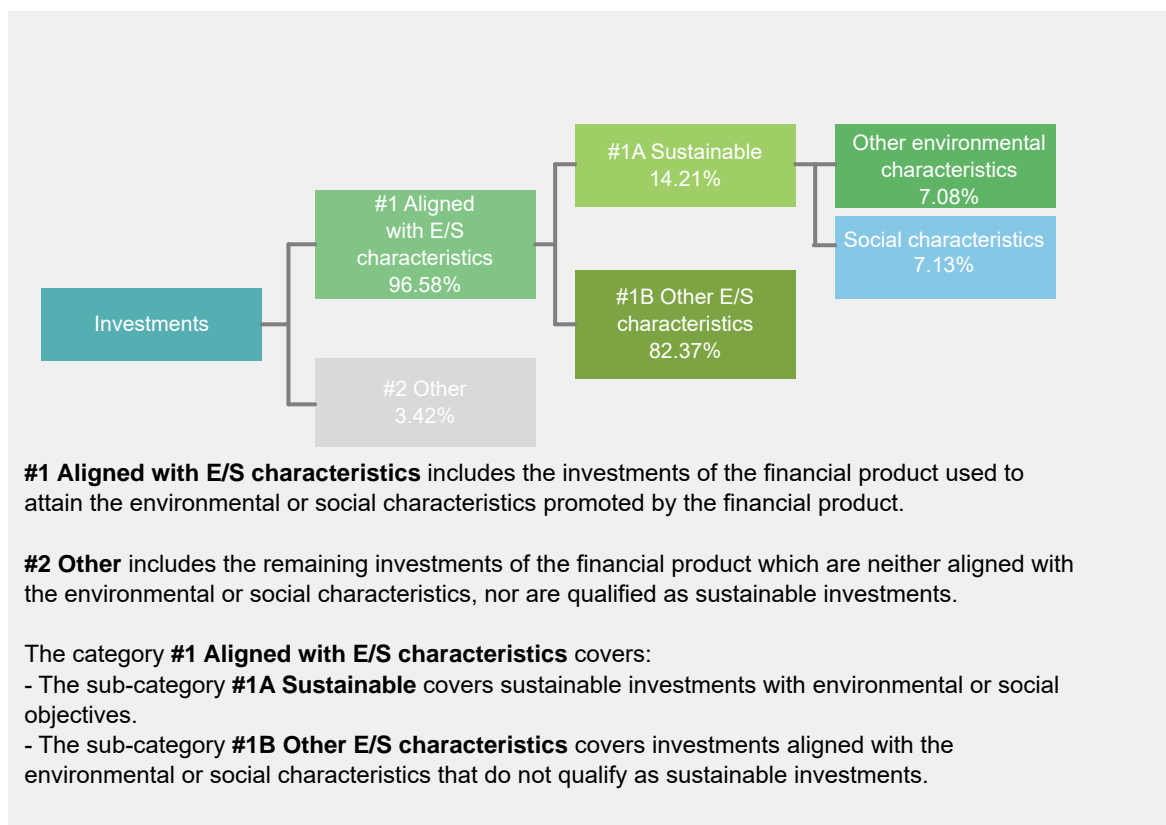 Investments
#1 Aligned
with E/S
characteristics
96.58%
#2 Other
3.42%
#1A Sustainable
14.21%
#1B Other E/S
characteristics
82.37%
Other environmental
characteristics
7.08%
Social characteristics
7.13%
#1 Aligned with E/S characteristics includes the investments of the financial product used to
attain the environmental or social characteristics promoted by the financial product.
#2 Other includes the remaining investments of the financial product which are neither aligned with
the environmental or social characteristics, nor are qualified as sustainable investments.
The category #1 Aligned with E/S characteristics covers:
- The sub-category #1A Sustainable covers sustainable investments with environmental or social
objectives.
- The sub-category #1B Other E/S characteristics covers investments aligned with the
environmental or social characteristics that do not qualify as sustainable investments.